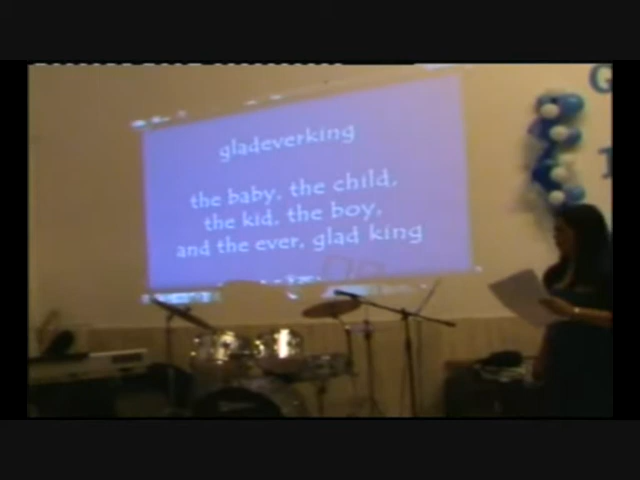 gladeverking
the baby, the child,
the kid, the boy,
and the ever, glad king